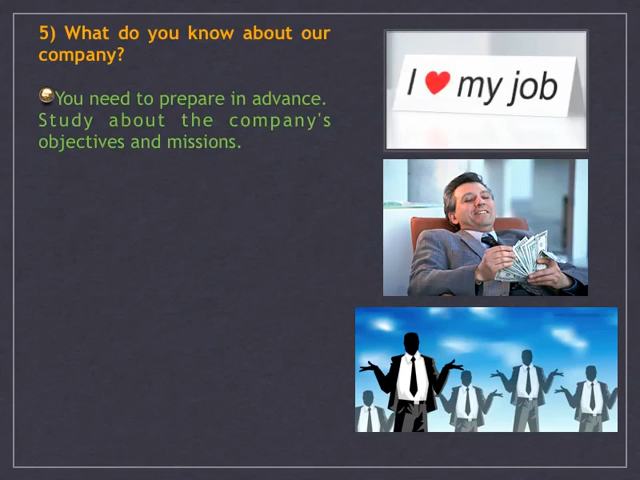 5) What do you know about our
company?
You need to prepare in advance.
Study about the company's
objectives and missions.
I ❤ my job